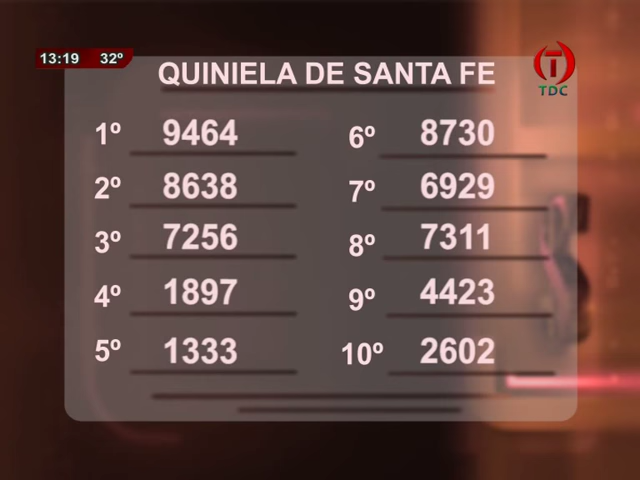 13:19 32º
QUINIELA DE SANTA FE
TDC
1º 9464
2º 8638
3º 7256
4º 1897
5º 1333
6º 8730
7º 6929
8º 7311
9º 4423
10º 2602